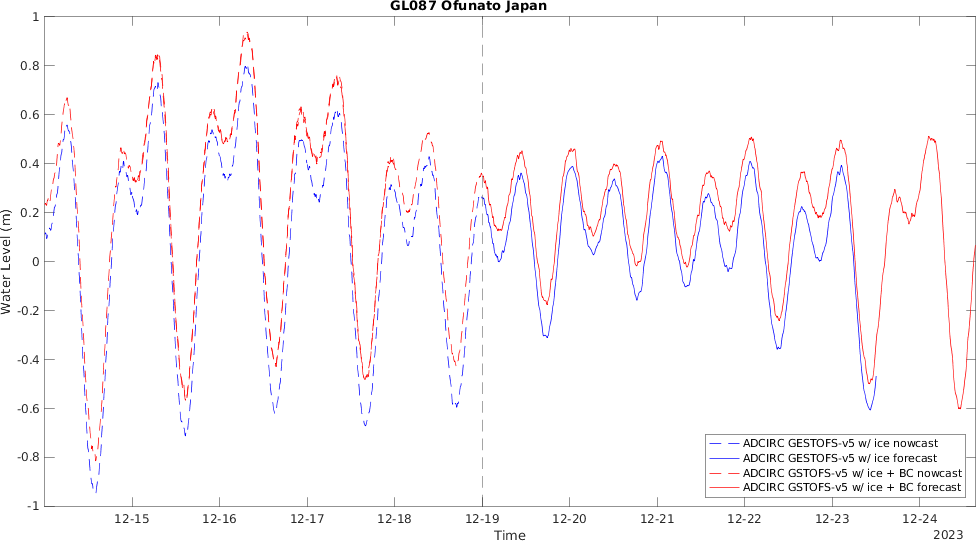 GL087 Ofunato Japan
1
0.8
0.6
0.4
0.2
0
-0.2
-0.4
-0.6
-0.8
-1
Water Level (m)
ADCIRC GESTOFS-v5 w/ ice nowcast
ADCIRC GESTOFS-v5 w/ ice forecast
ADCIRC GSTOFS-v5 w/ ice + BC nowcast
ADCIRC GSTOFS-v5 w/ ice + BC forecast
12-15 12-16 12-17 12-18 12-19 12-20 12-21 12-22 12-23 12-24
Time
2023